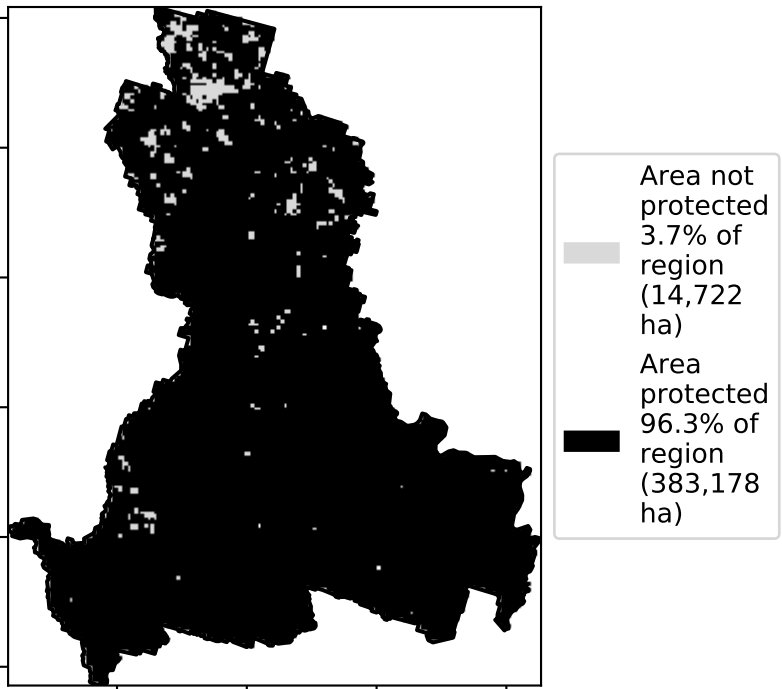 Area not
protected
3.7% of
region
(14,722
ha)
Area
protected
96.3% of
region
(383,178
ha)